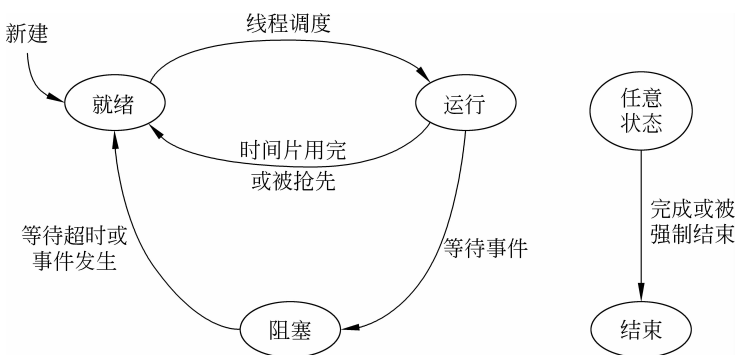 线程调度
新建
就绪
运行
任意
状态
时间片用完
或被抢先
完成或被
强制结束
等待超时或
事件发生
等待事件
阻塞
结束